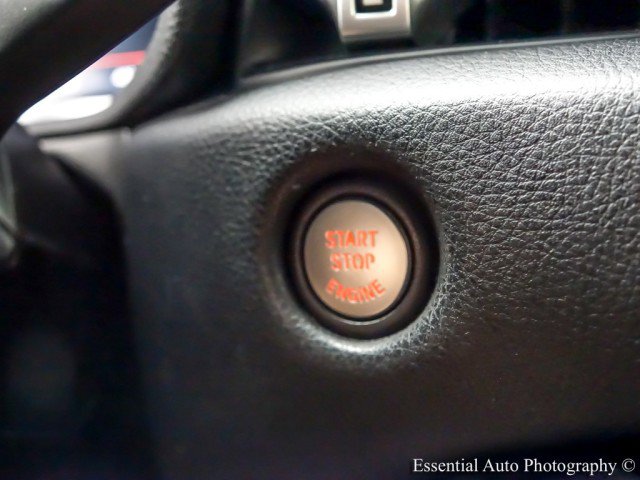 START
STOP
ENGINE
Essential Auto Photography ©